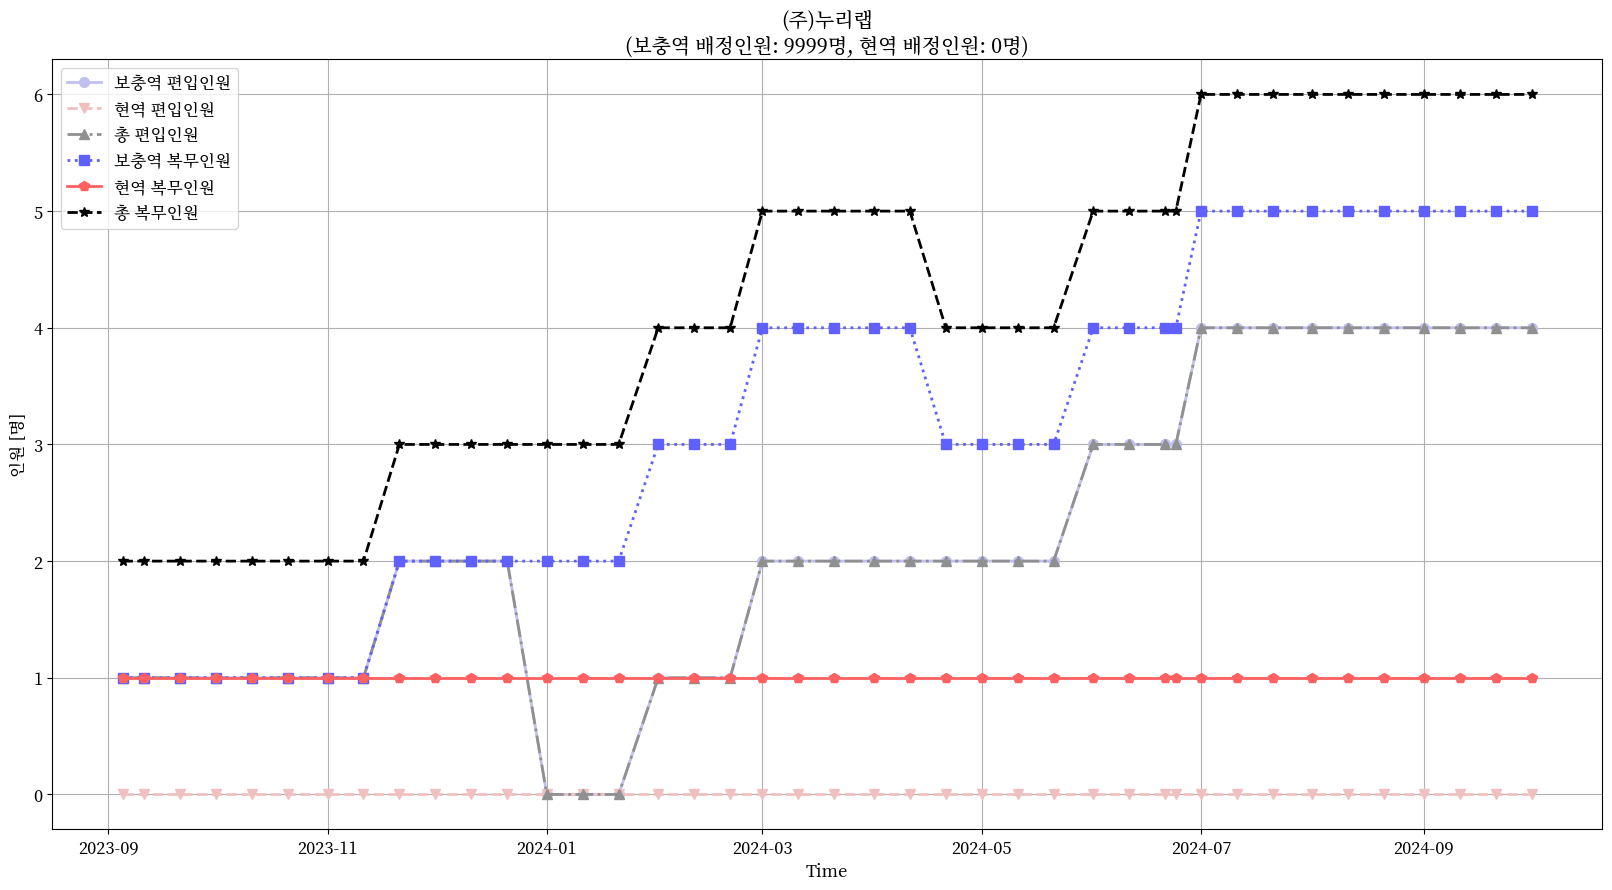 (주)누리랩
(보충역 배정인원: 9999명, 현역 배정인원: 0명)
보충역 편입인원
현역 편입인원
총 편입인원
보충역 복무인원
현역 복무인원
총 복무인원
인원 [명]
6
5
4
3
2
1
0
2023-09 2023-11 2024-01 2024-03 2024-05 2024-07 2024-09
Time